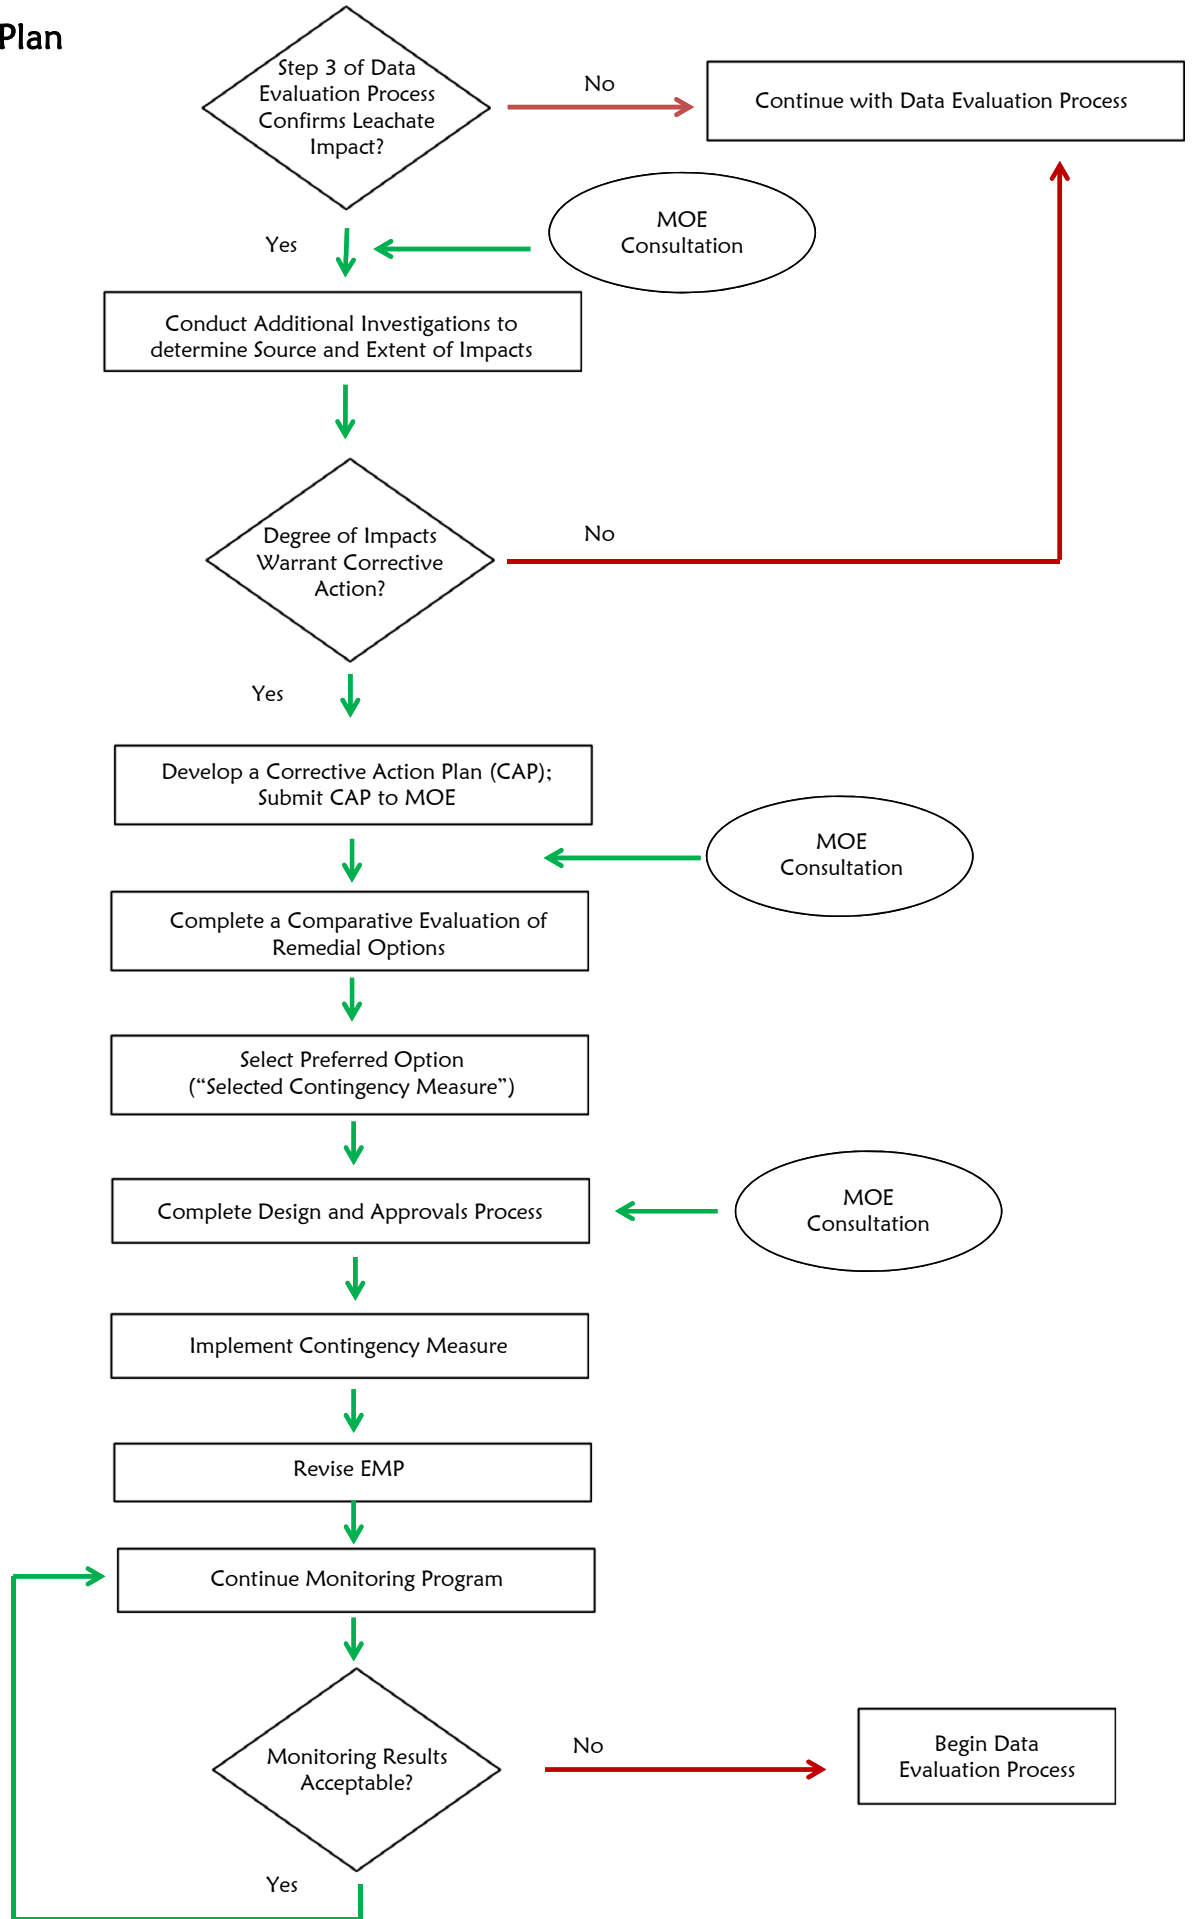 Plan
Step 3 of Data
Evaluation Process
Confirms Leachate
Impact?
No
Continue with Data Evaluation Process
MOE
Consultation
Yes
Conduct Additional Investigations to
determine Source and Extent of Impacts
Degree of Impacts
Warrant Corrective
Action?
No
Yes
Develop a Corrective Action Plan (CAP);
Submit CAP to MOE
MOE
Consultation
Complete a Comparative Evaluation of
Remedial Options
Select Preferred Option
(“Selected Contingency Measure”)
Complete Design and Approvals Process
MOE
Consultation
Implement Contingency Measure
Revise EMP
Continue Monitoring Program
Monitoring Results
Acceptable?
No
Begin Data
Evaluation Process
Yes